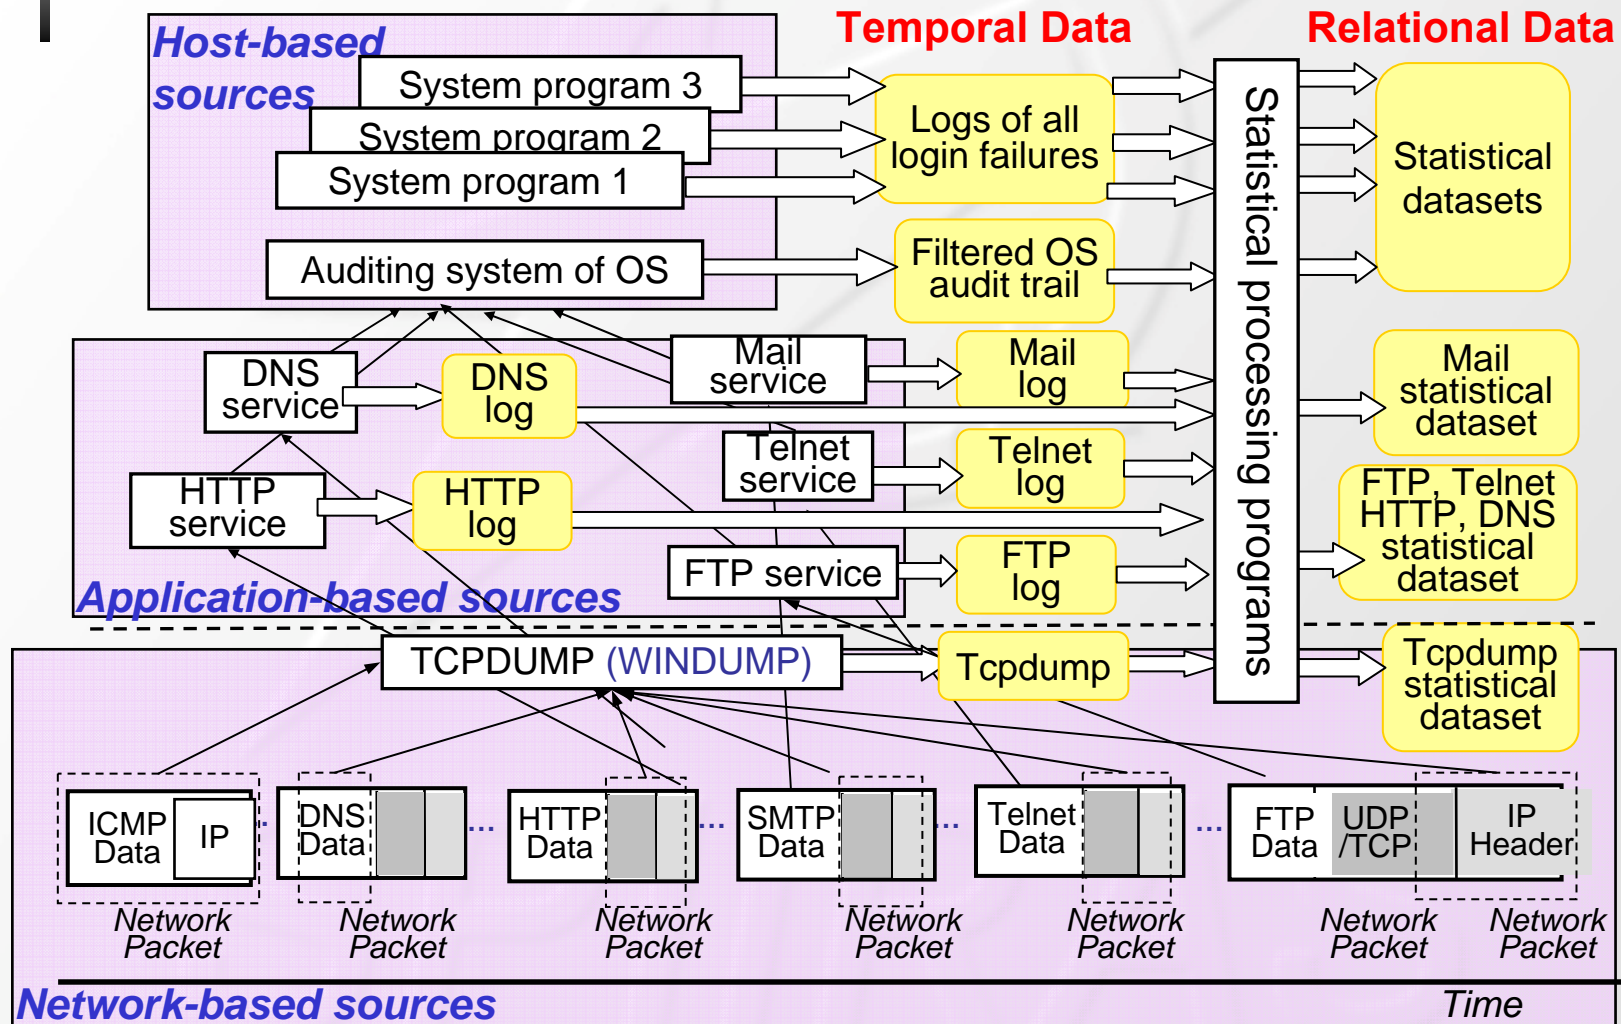 Host-based
sources
Temporal Data
Relational Data
System program 3
System program 2
System program 1
Auditing system of OS
Logs of all
login failures
Filtered OS
audit trail
Statistical processing programs
Statistical
datasets
DNS
service
DNS
log
Mail
service
Mail
log
Mail
statistical
dataset
HTTP
service
HTTP
log
Telnet
service
Telnet
log
FTP, Telnet
HTTP, DNS
statistical
dataset
FTP service
FTP
log
Application-based sources
TCPDUMP (WINDUMP)
Tcpdump
Tcpdump
statistical
dataset
ICMP
Data
IP
..
DNS
Data
...
HTTP
Data
...
SMTP
Data
...
Telnet
Data
...
FTP
Data
UDP
/TCP
IP
Header
Network
Packet
Network
Packet
Network
Packet
Network
Packet
Network
Packet
Network
Packet
Network
Packet
Network-based sources
Time